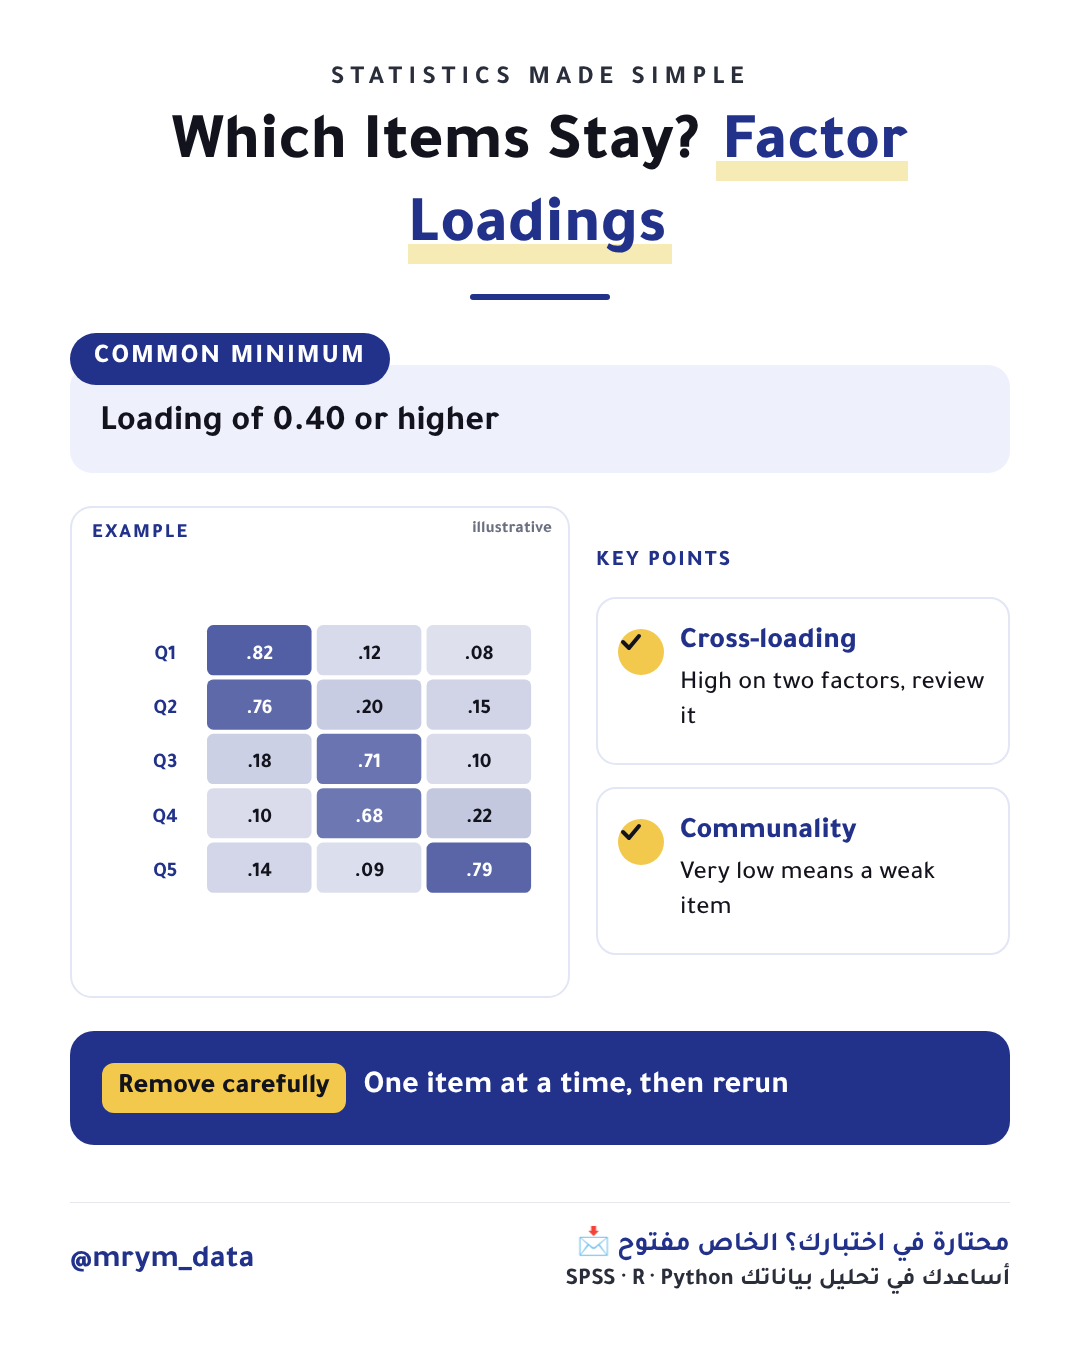 STATISTICS MADE SIMPLE
Which Items Stay? Factor
Loadings
COMMON MINIMUM
Loading of 0.40 or higher
EXAMPLE
illustrative
Q1 .82 .12 .08
Q2 .76 .20 .15
Q3 .18 .71 .10
Q4 .10 .68 .22
Q5 .14 .09 .79
KEY POINTS
Cross-loading
High on two factors, review
it
Communality
Very low means a weak
item
Remove carefully One item at a time, then rerun
@mrym_data
محتارة في اختبارك؟ الخاص مفتوح 📩
أساعدك في تحليل بياناتك SPSS · R · Python